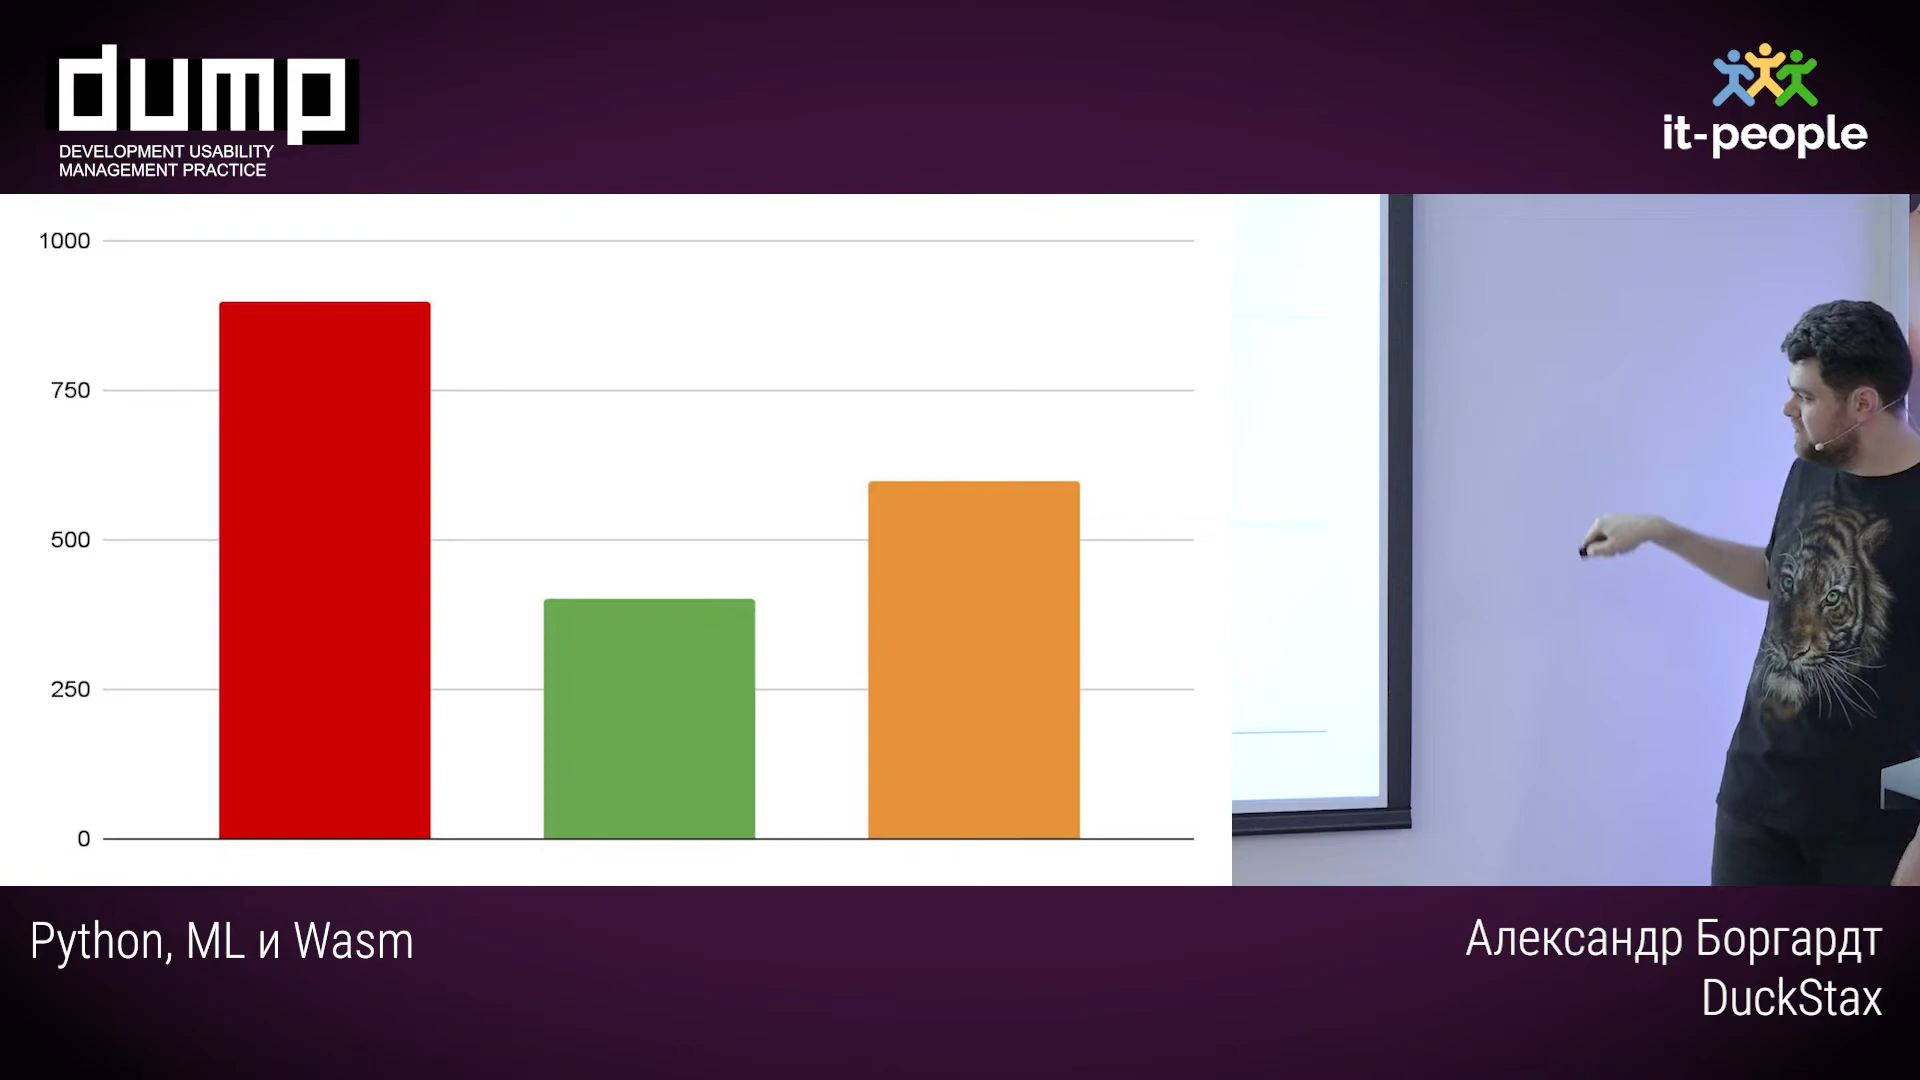 dump
DEVELOPMENT USABILITY
MANAGEMENT PRACTICE
it-people
1000
750
500
250
0
Python, ML и Wasm
Александр Боргардт
DuckStax